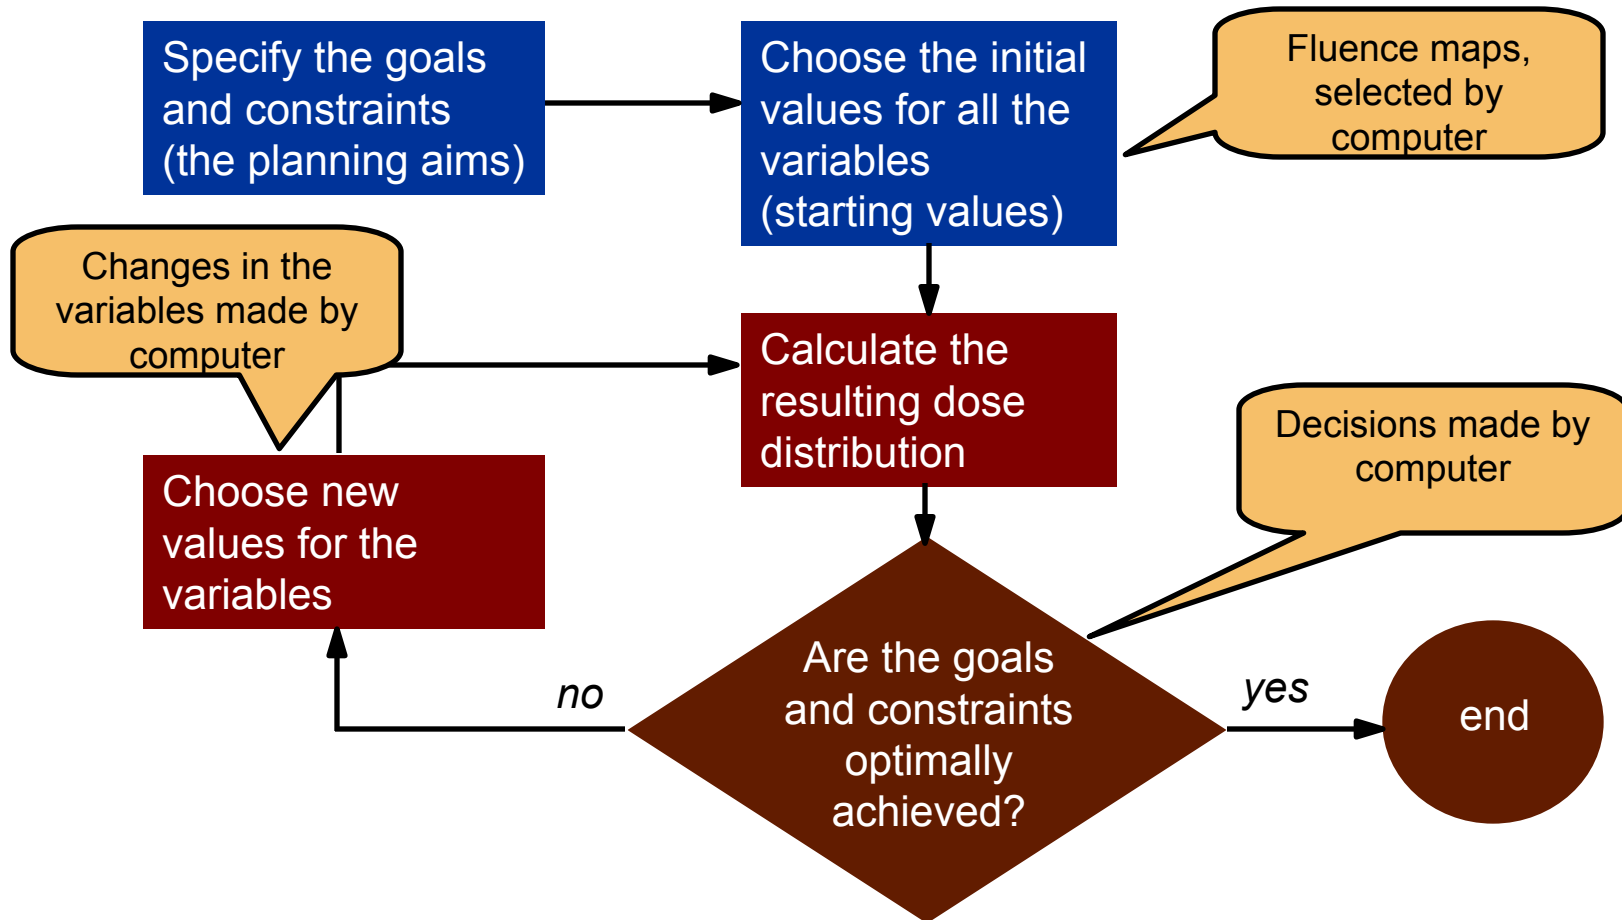 Specify the goals
and constraints
(the planning aims)
Choose the initial
values for all the
variables
(starting values)
Fluence maps,
selected by
computer
Changes in the
variables made by
computer
Calculate the
resulting dose
distribution
Decisions made by
computer
Choose new
values for the
variables
Are the goals
and constraints
optimally
achieved?
no
yes
end